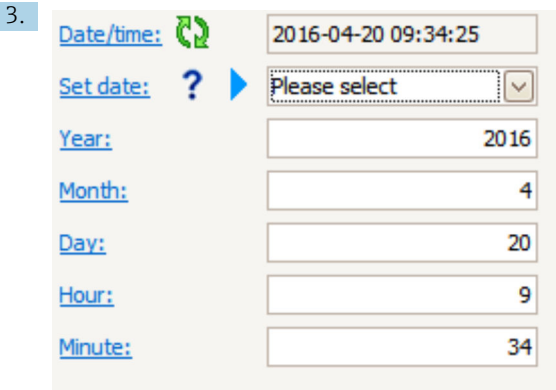 3.
Date/time: 2016-04-20 09:34:25
Set date: ? Please select
Year: 2016
Month: 4
Day: 20
Hour: 9
Minute: 34